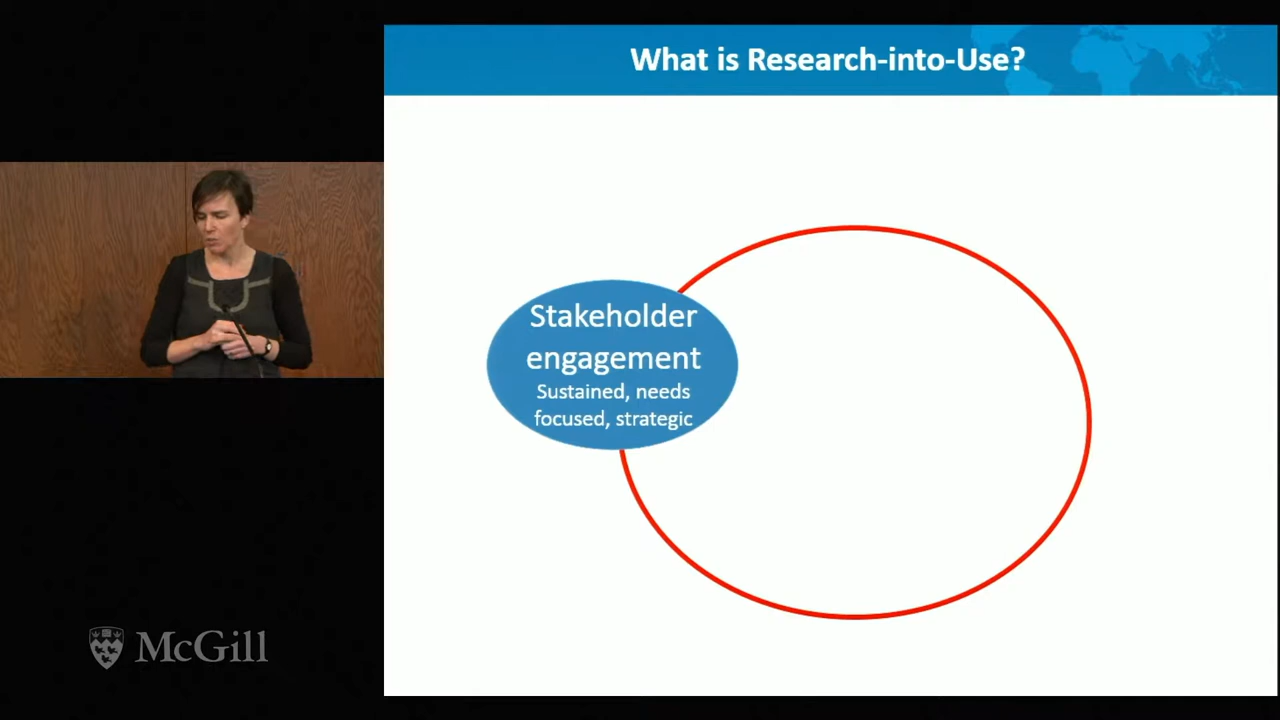 What is Research-into-Use?
Stakeholder
engagement
Sustained, needs
focused, strategic
McGill